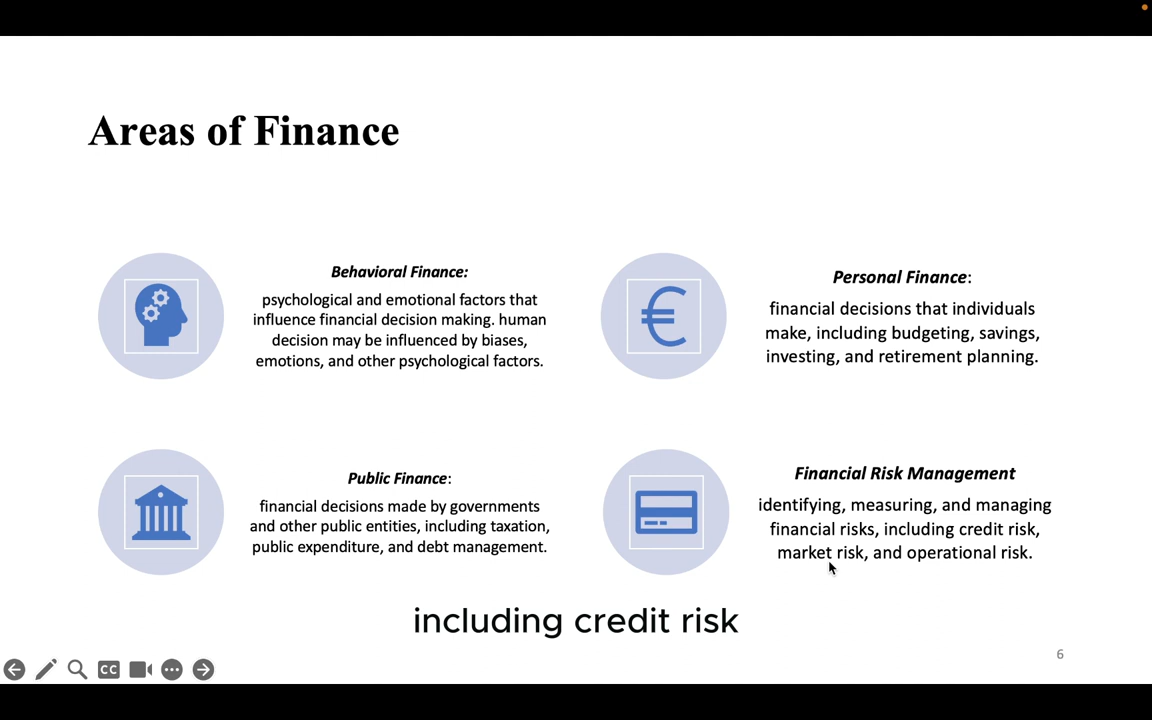 Areas of Finance
Behavioral Finance:
psychological and emotional factors that
influence financial decision making. human
decision may be influenced by biases,
emotions, and other psychological factors.
Personal Finance:
financial decisions that individuals
make, including budgeting, savings,
investing, and retirement planning.
Public Finance:
financial decisions made by governments
and other public entities, including taxation,
public expenditure, and debt management.
Financial Risk Management
identifying, measuring, and managing
financial risks, including credit risk,
market risk, and operational risk.
including credit risk
6
CC